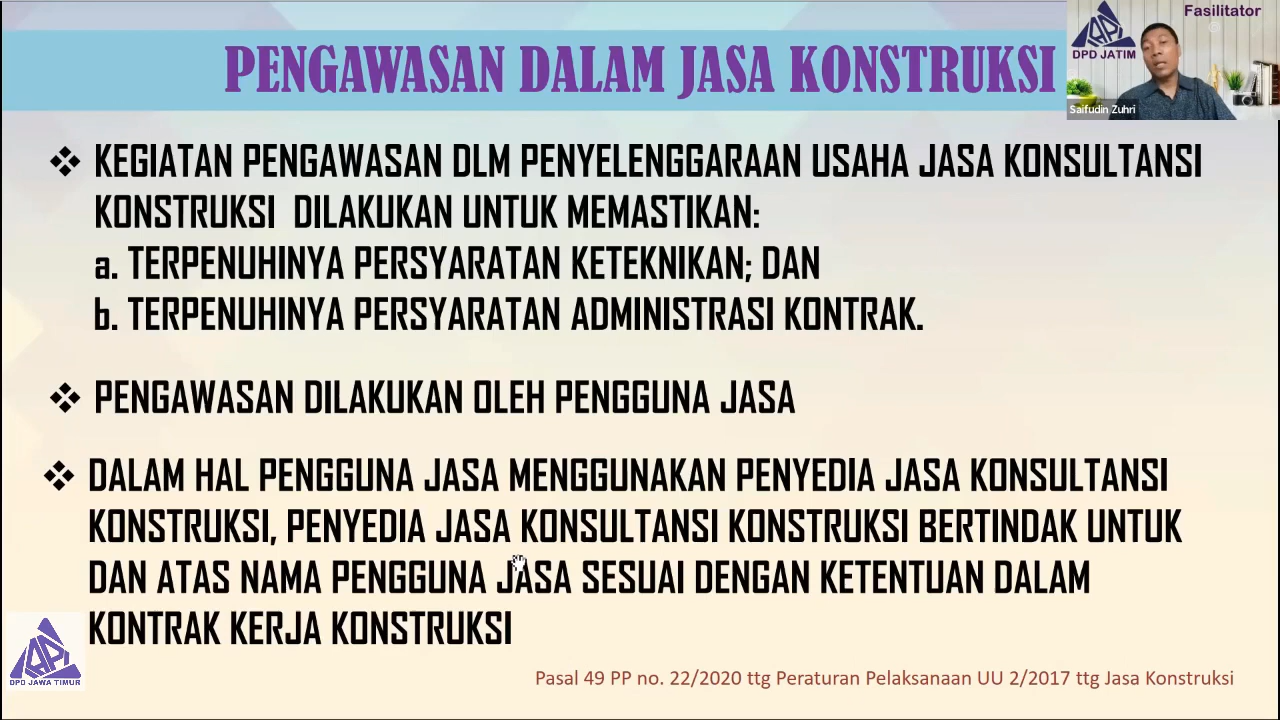 PENGAWASAN DALAM JASA KONSTRUKSI
Fasilitator
DPD JATIM
Saifudin Zuhri
❖ KEGIATAN PENGAWASAN DLM PENYELENGGARAAN USAHA JASA KONSULTANSI
KONSTRUKSI DILAKUKAN UNTUK MEMASTIKAN:
a. TERPENUHINYA PERSYARATAN KETEKNIKAN; DAN
b. TERPENUHINYA PERSYARATAN ADMINISTRASI KONTRAK.
❖ PENGAWASAN DILAKUKAN OLEH PENGGUNA JASA
❖ DALAM HAL PENGGUNA JASA MENGGUNAKAN PENYEDIA JASA KONSULTANSI
KONSTRUKSI, PENYEDIA JASA KONSULTANSI KONSTRUKSI BERTINDAK UNTUK
DAN ATAS NAMA PENGGUNA JASA SESUAI DENGAN KETENTUAN DALAM
KONTRAK KERJA KONSTRUKSI
DPD JAWA TIMUR
Pasal 49 PP no. 22/2020 ttg Peraturan Pelaksanaan UU 2/2017 ttg Jasa Konstruksi